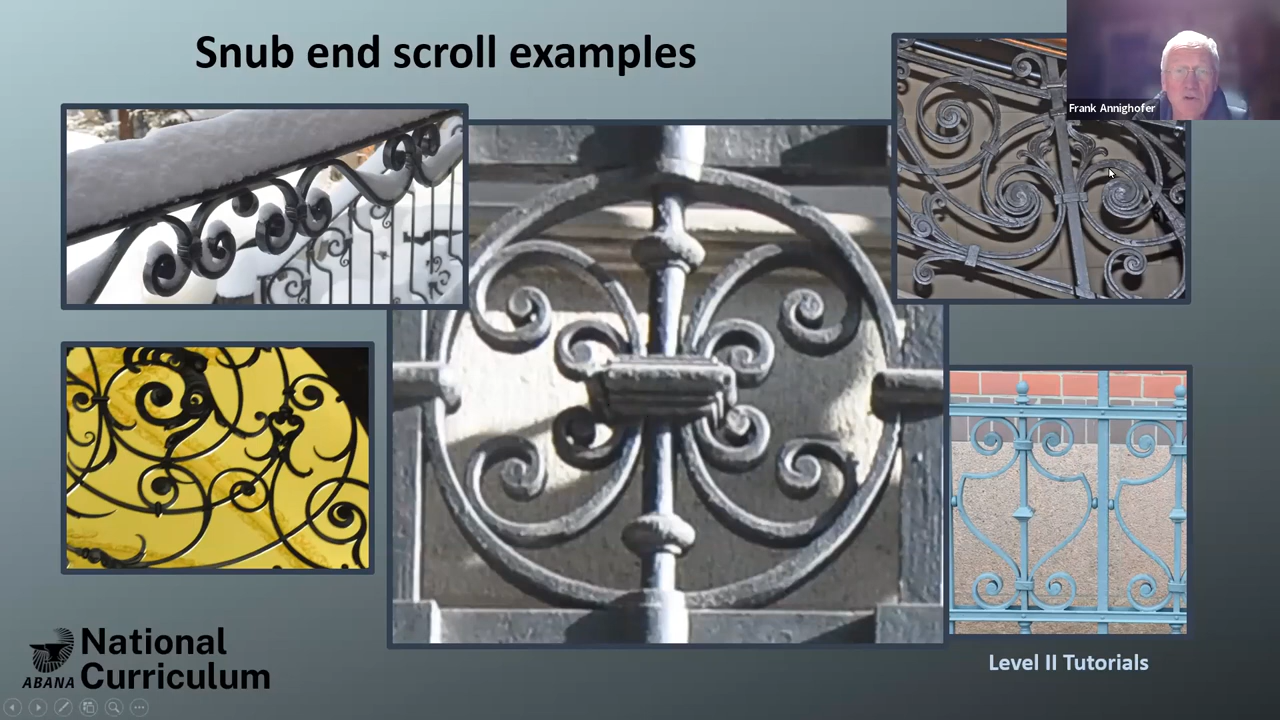 Snub end scroll examples
Frank Annighofer
Level II Tutorials
National
ABANA Curriculum